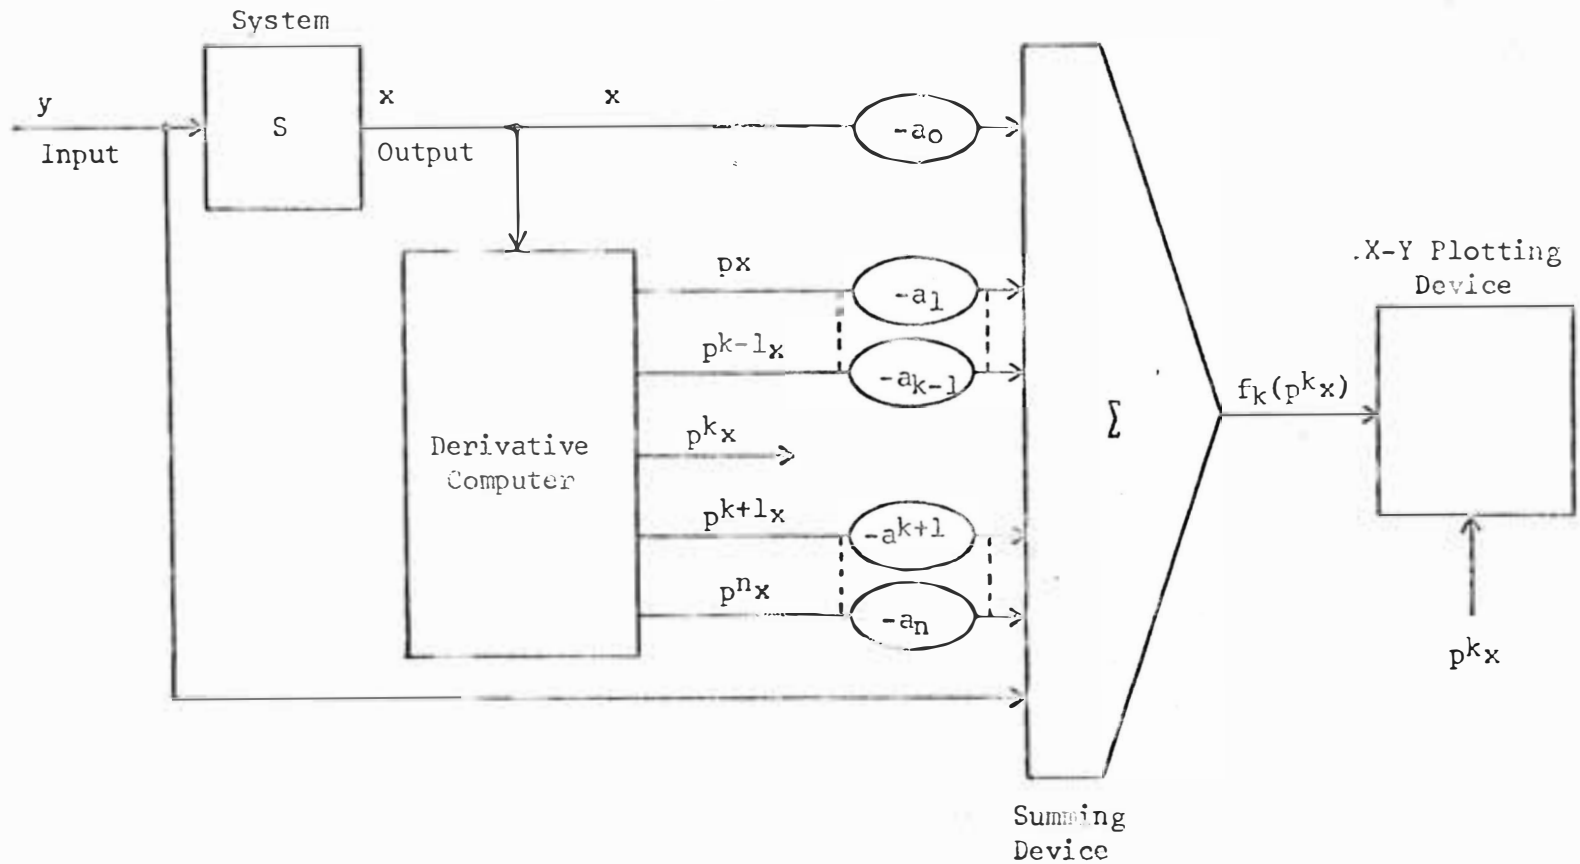 System
y
Input
S
x
Output
x
-a₀
px
-a₁
pᵏ⁻¹x
-aₖ₋₁
Derivative
Computer
pᵏx
pᵏ⁺¹x
-aᵏ⁺¹
pⁿx
-aₙ
Σ
Summing
Device
fₖ(pᵏx)
.X-Y Plotting
Device
pᵏx